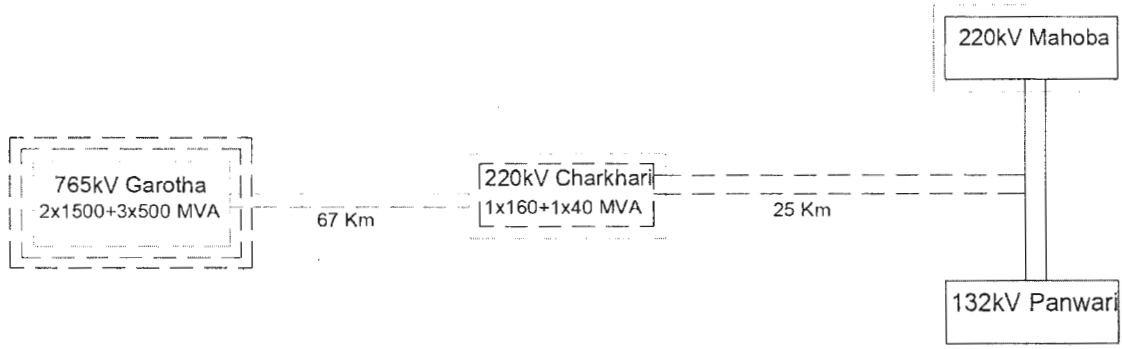 220kV Mahoba
765kV Garotha
2x1500+3x500 MVA
67 Km
220kV Charkhari
1x160+1x40 MVA
25 Km
132kV Panwari